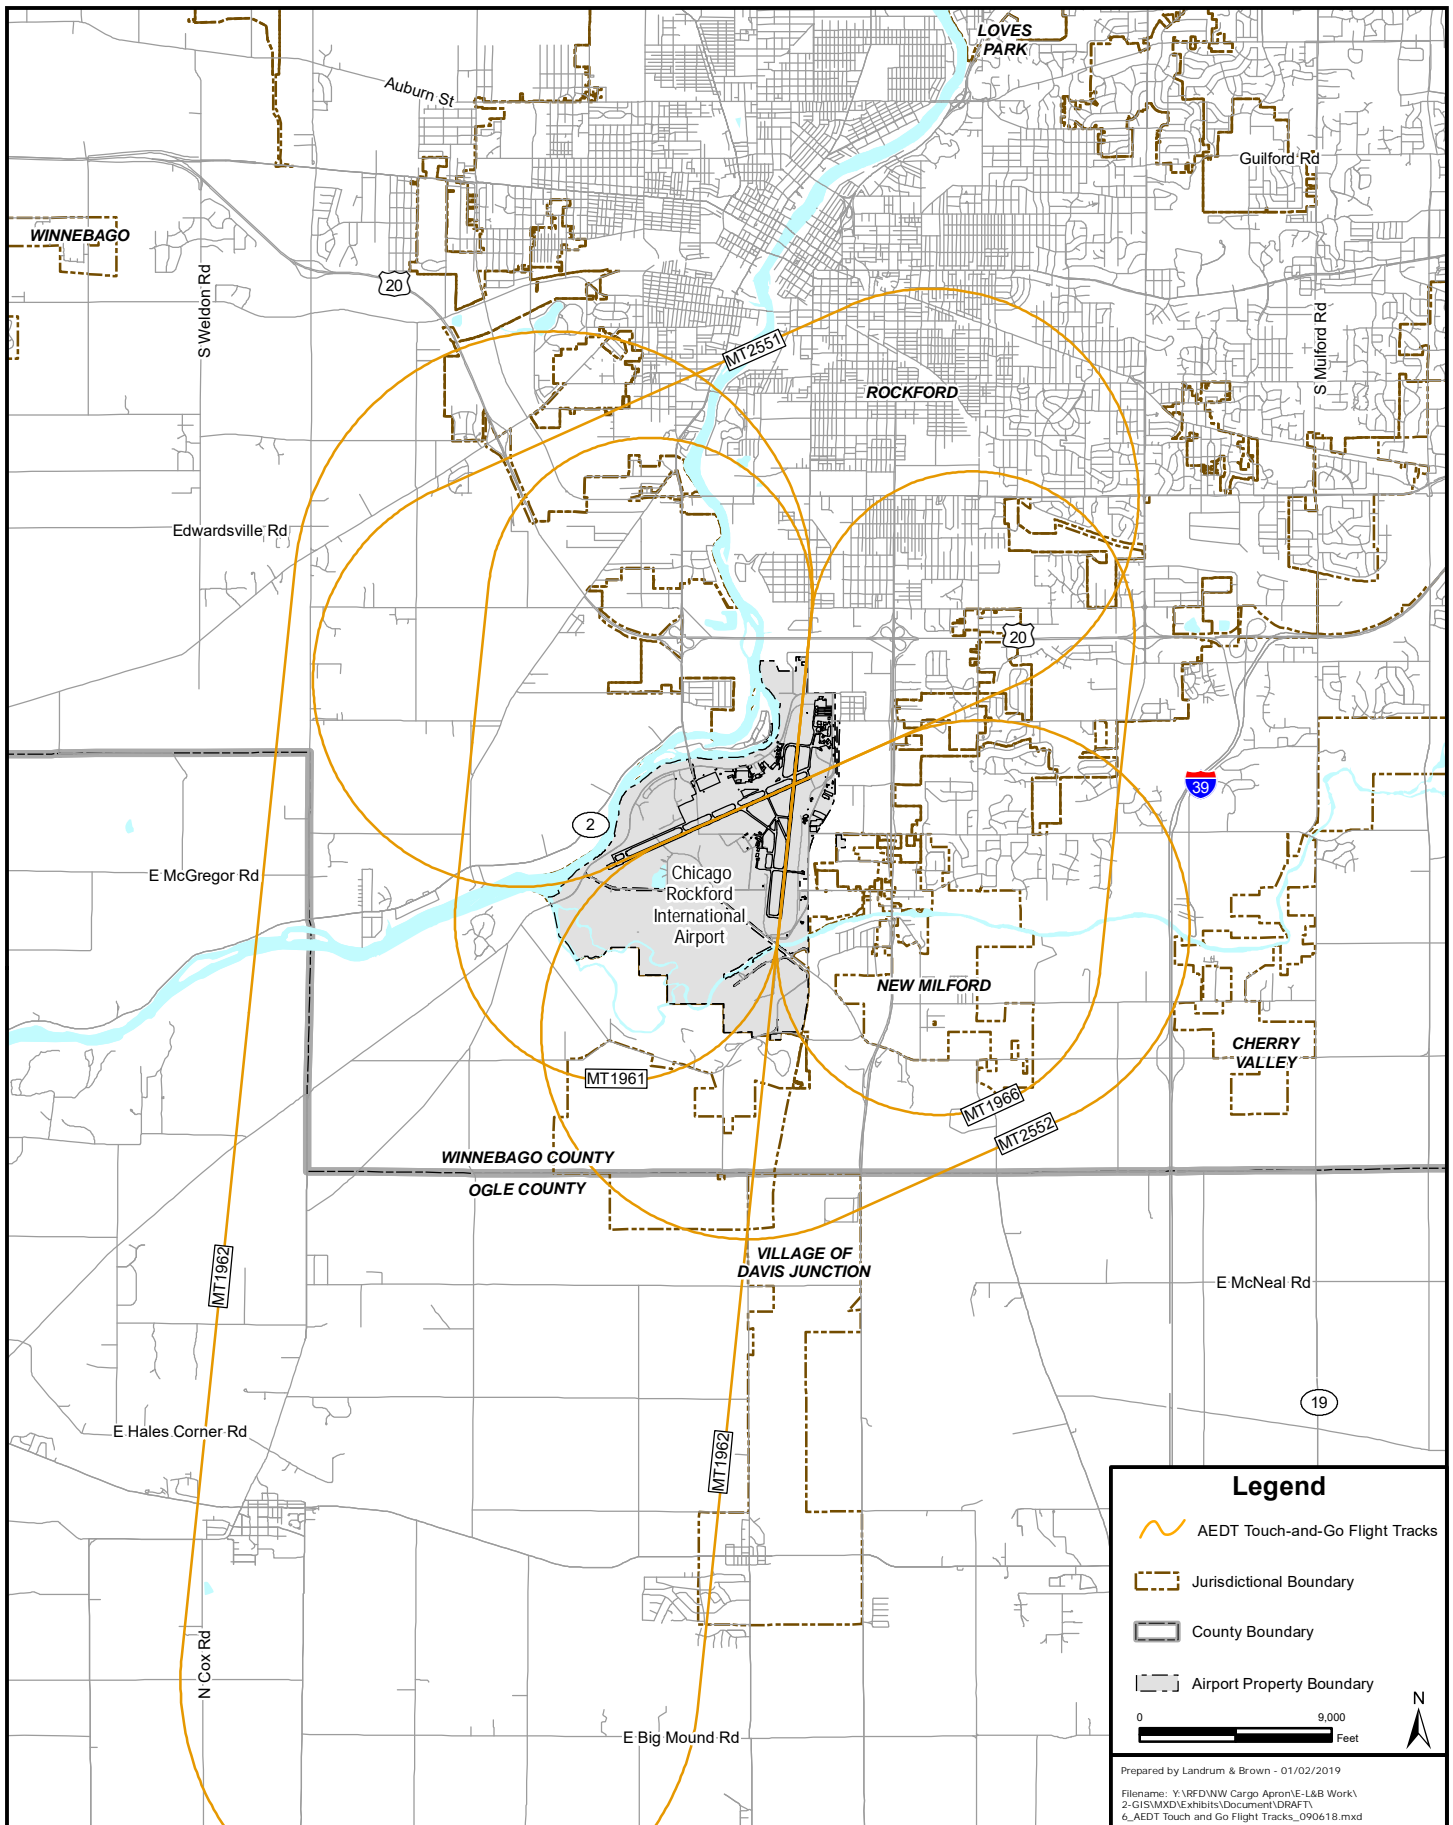 LOVES
PARK
Auburn St
Guilford Rd
WINNEBAGO
S Weldon Rd
20
S Mulford Rd
MT2551
ROCKFORD
Edwardsville Rd
20
39
2
E McGregor Rd
Chicago
Rockford
International
Airport
NEW MILFORD
CHERRY
VALLEY
MT1961
MT1966
MT2552
WINNEBAGO COUNTY
OGLE COUNTY
MT1962
VILLAGE OF
DAVIS JUNCTION
E McNeal Rd
19
E Hales Corner Rd
MT1962
N Cox Rd
E Big Mound Rd
Legend
AEDT Touch-and-Go Flight Tracks
Jurisdictional Boundary
County Boundary
Airport Property Boundary
N
0 9,000
Feet
Prepared by Landrum & Brown - 01/02/2019
Filename: Y:\RFD\NW Cargo Apron\E-L&B Work\
2-GIS\MXD\Exhibits\Document\DRAFT\
6_AEDT Touch and Go Flight Tracks_090618.mxd